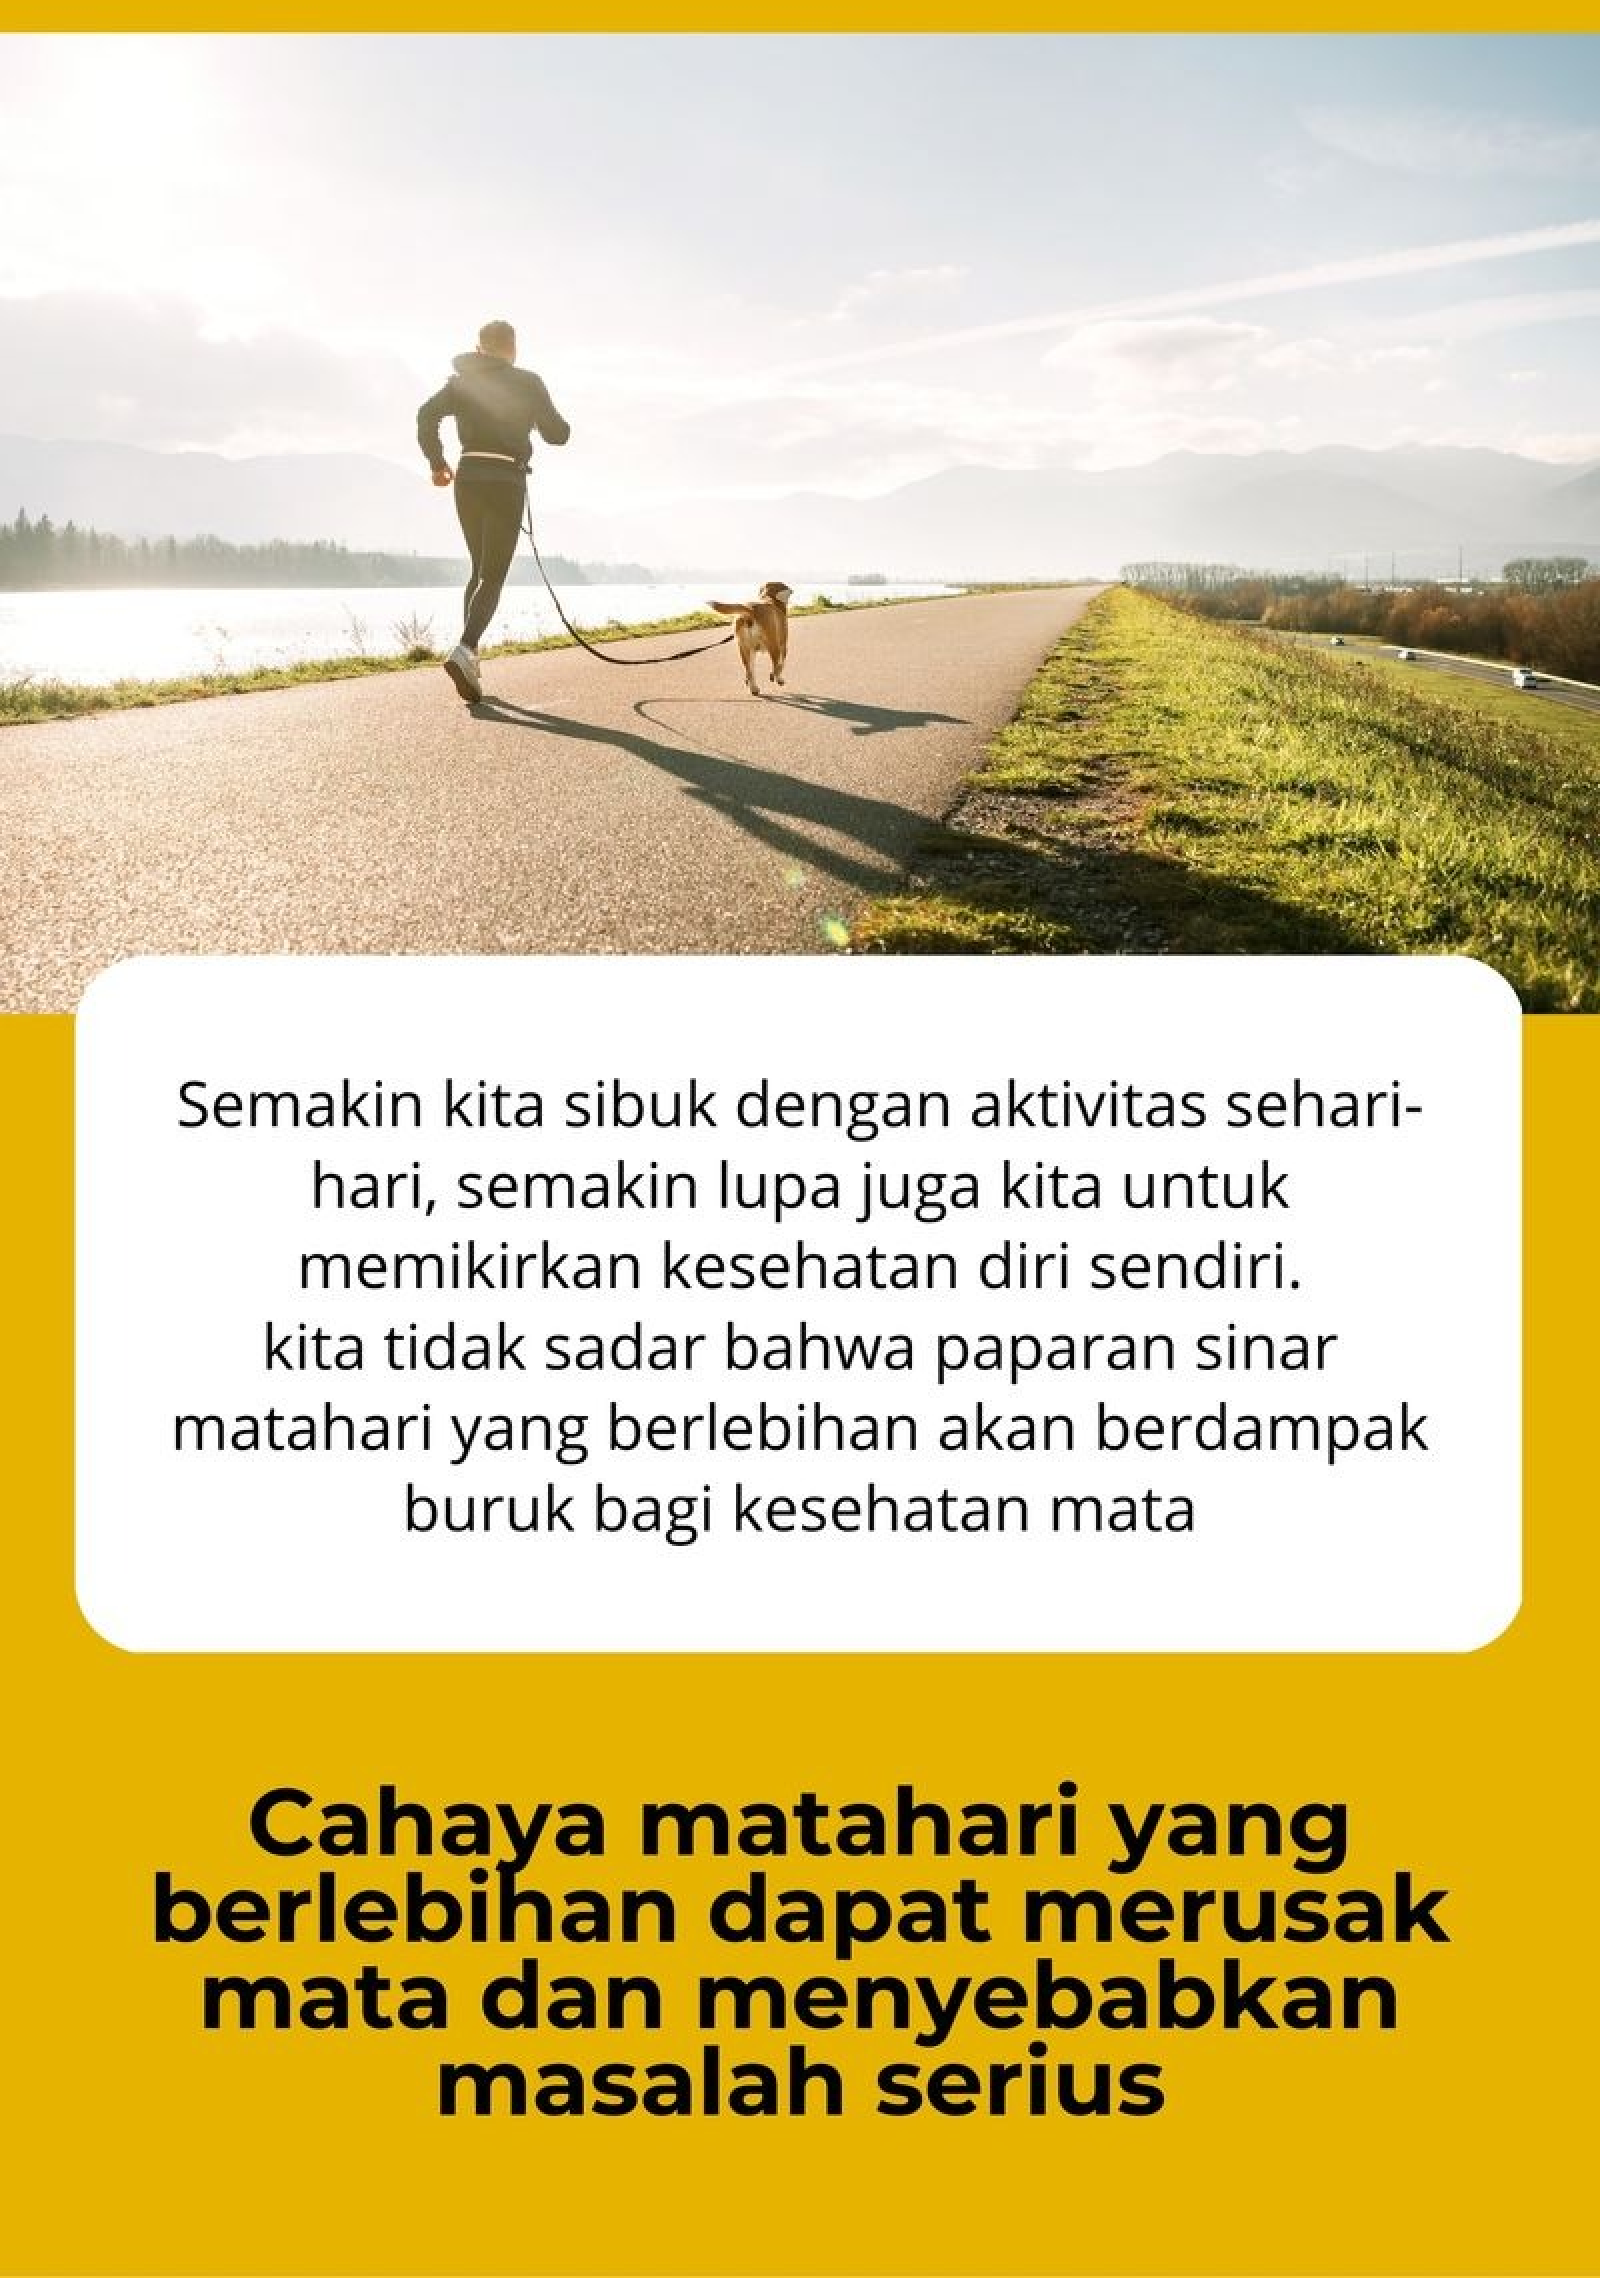 Semakin kita sibuk dengan aktivitas sehari-
hari, semakin lupa juga kita untuk
memikirkan kesehatan diri sendiri.
kita tidak sadar bahwa paparan sinar
matahari yang berlebihan akan berdampak
buruk bagi kesehatan mata
Cahaya matahari yang
berlebihan dapat merusak
mata dan menyebabkan
masalah serius